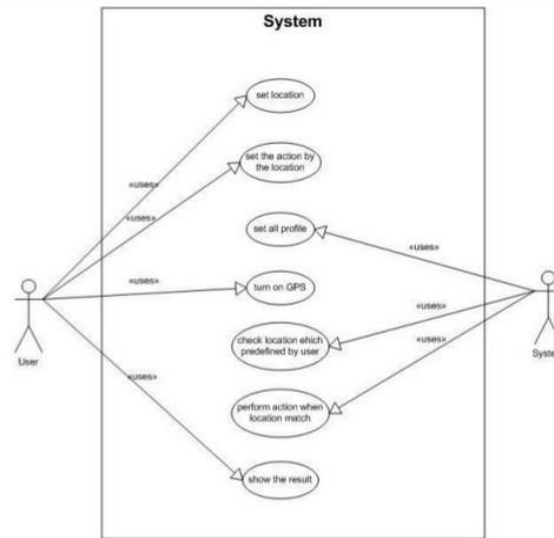 System
set location
set the action by
the location
«uses»
«uses»
set all profile
«uses»
«uses»
turn on GPS
«uses»
check location ehich
predefined by user
«uses»
User
Syste
«uses»
perform action when
location match
show the result